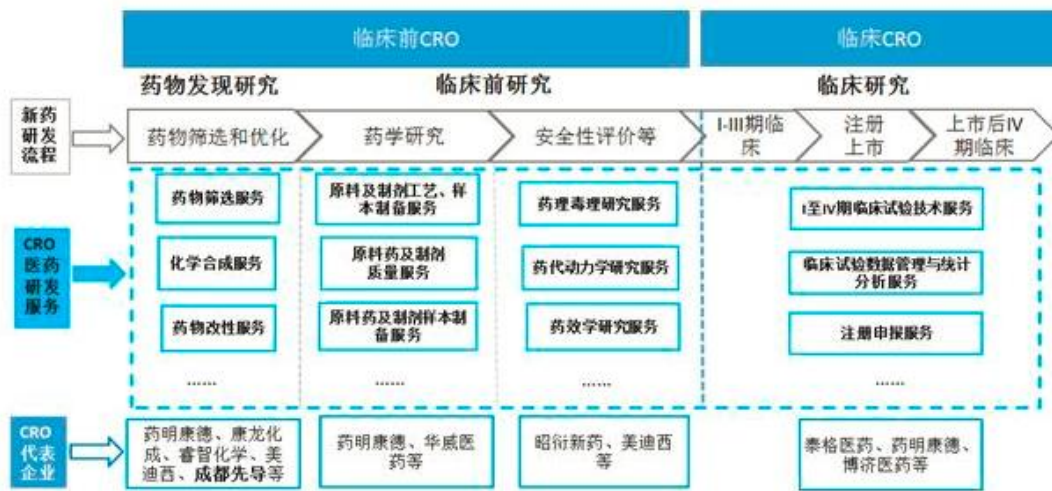 临床前CRO
临床CRO
药物发现研究
临床前研究
临床研究
新药
研发
流程
药物筛选和优化
药学研究
安全性评价等
I-III期临
床
注册
上市
上市后IV
期临床
CRO
医药
研发
服务
药物筛选服务
化学合成服务
药物改性服务
……
原料及制剂工艺、样
本制备服务
原料药及制剂
质量服务
原料药及制剂样本制
备服务
……
药理毒理研究服务
药代动力学研究服务
药效学研究服务
……
I至IV期临床试验技术服务
临床试验数据管理与统计
分析服务
注册申报服务
……
CRO
代表
企业
药明康德、康龙化
成、睿智化学、美
迪西、成都先导等
药明康德、华威医
药等
昭衍新药、美迪西
等
泰格医药、药明康德、
博济医药等